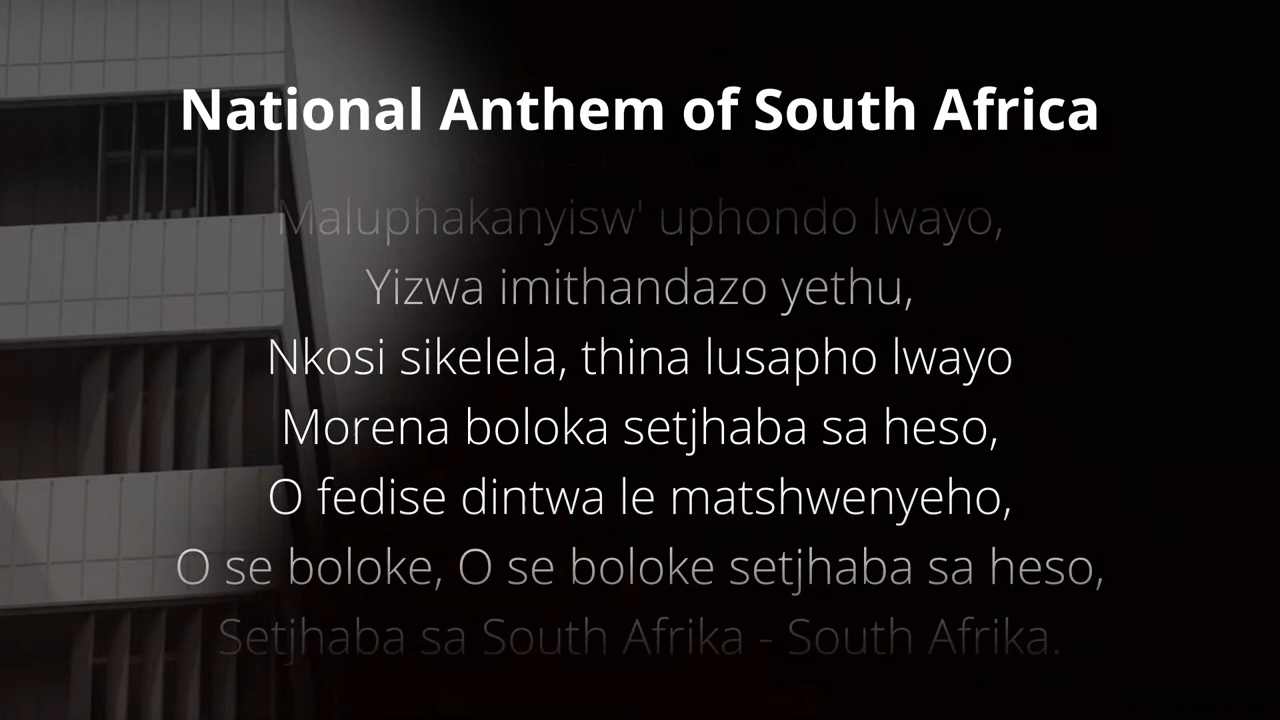 National Anthem of South Africa
Maluphakanyisw' uphondo lwayo,
Yizwa imithandazo yethu,
Nkosi sikelela, thina lusapho lwayo
Morena boloka setjhaba sa heso,
O fedise dintwa le matshwenyeho,
O se boloke, O se boloke setjhaba sa heso,
Setjhaba sa South Afrika - South Afrika.